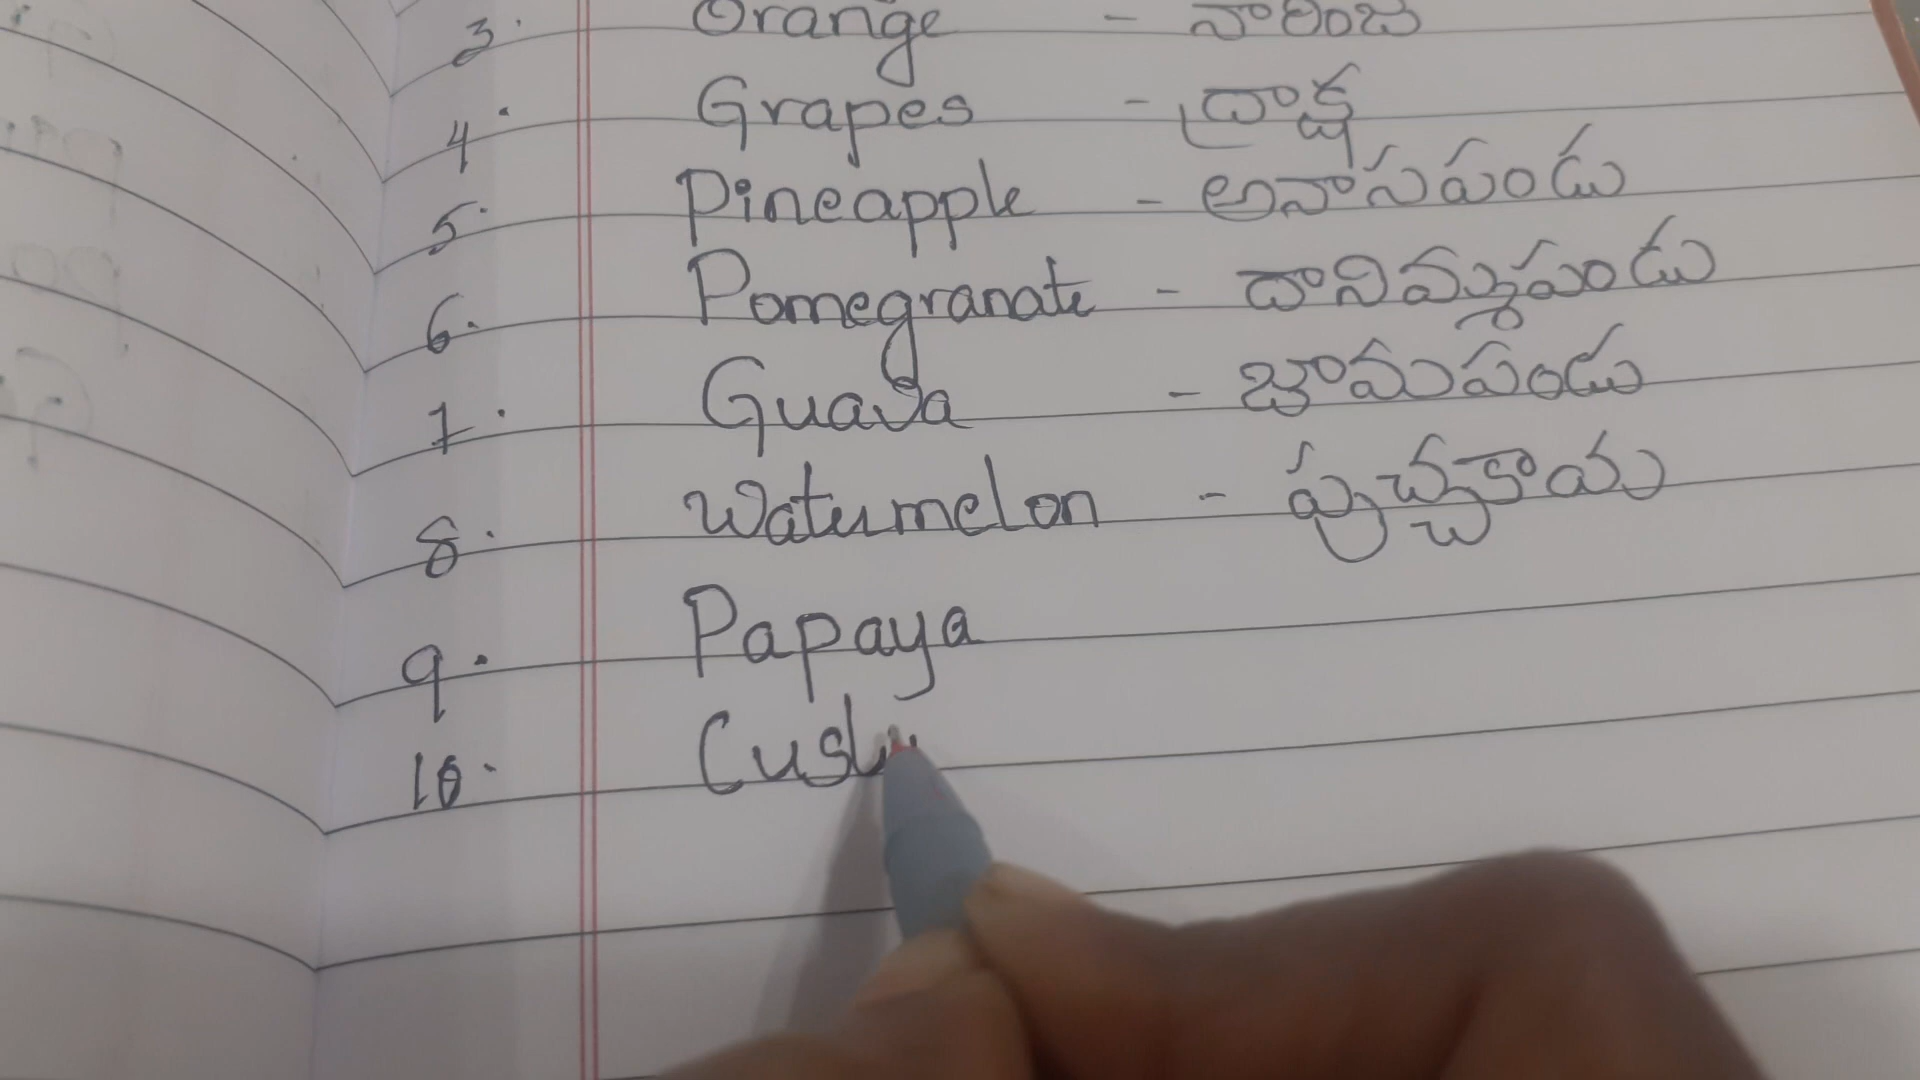 3. Orange - నారింజ
4. Grapes - ద్రాక్ష
5. Pineapple - అనాసపండు
6. Pomegranate - దానిమ్మపండు
7. Guava - జామపండు
8. Watermelon - పుచ్చకాయ
9. Papaya
10. Cust